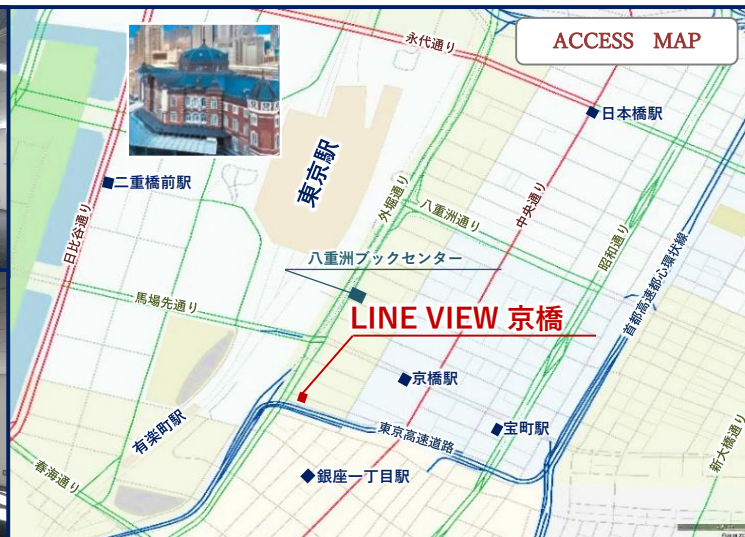 ACCESS MAP
永代通り
日本橋駅
東京駅
二重橋前駅
外堀通り
中央通り
八重洲通り
昭和通り
日比谷通り
八重洲ブックセンター
首都高速都心環状線
馬場先通り
LINE VIEW 京橋
京橋駅
有楽町駅
東京高速道路
宝町駅
新大橋通り
春海通り
銀座一丁目駅